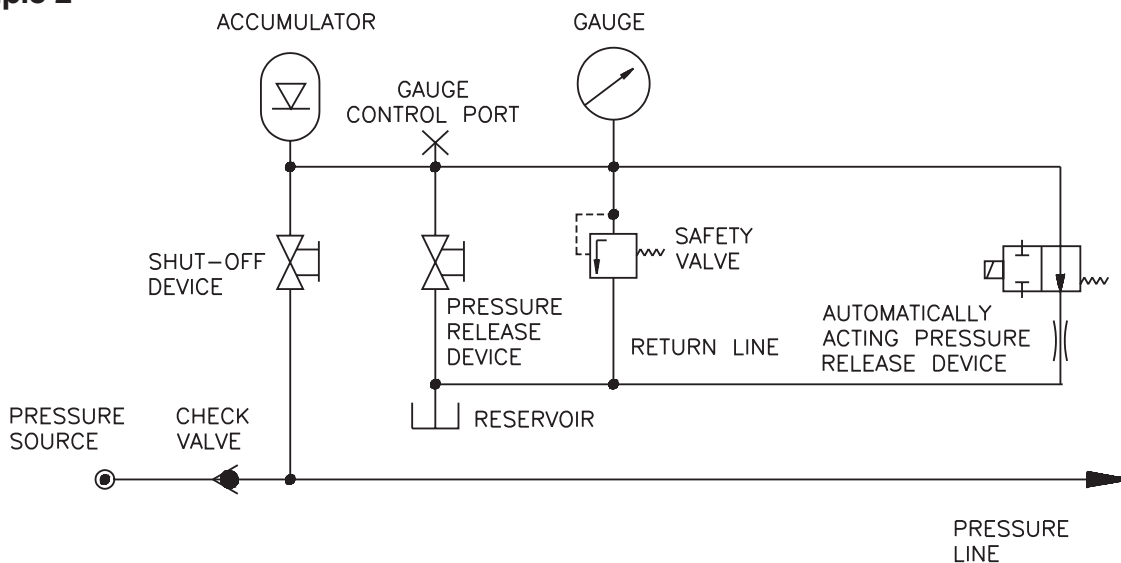 ACCUMULATOR
GAUGE
GAUGE
CONTROL PORT
SHUT-OFF
DEVICE
PRESSURE
RELEASE
DEVICE
SAFETY
VALVE
RETURN LINE
AUTOMATICALLY
ACTING PRESSURE
RELEASE DEVICE
RESERVOIR
PRESSURE
SOURCE
CHECK
VALVE
PRESSURE
LINE